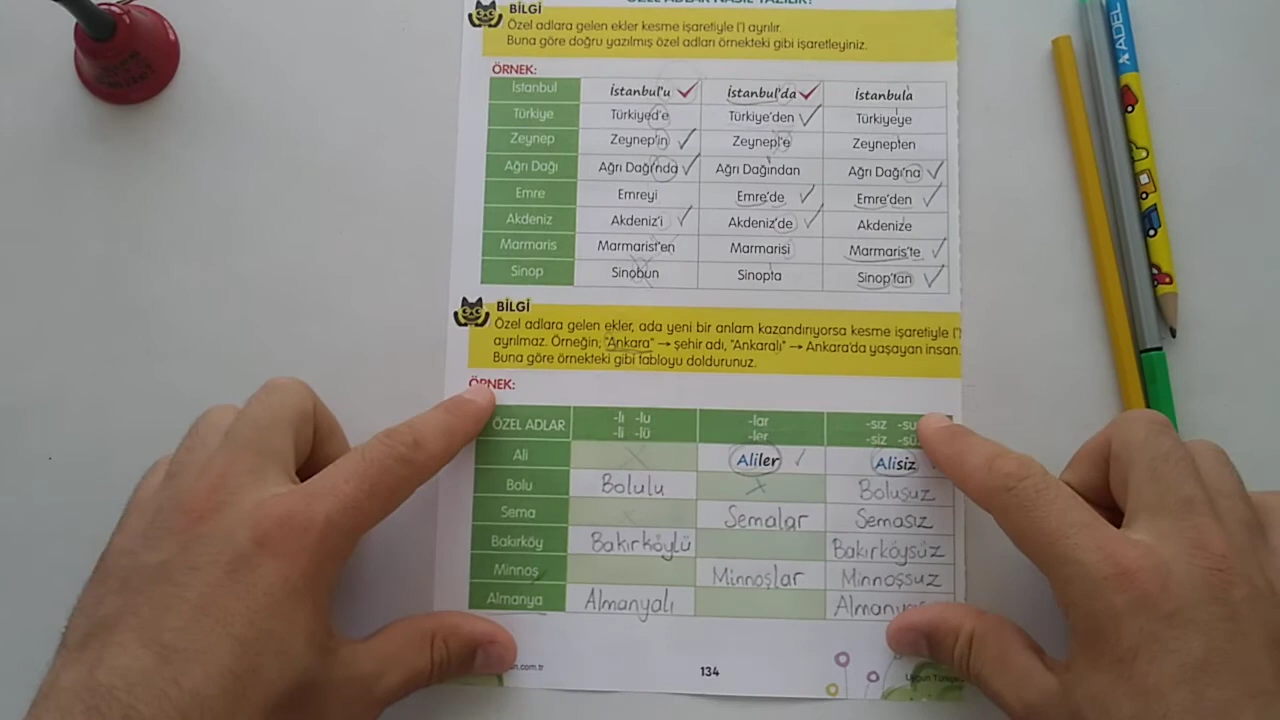 BİLGİ
Özel adlara gelen ekler kesme işaretiyle (') ayrılır.
Buna göre doğru yazılmış özel adları örnekteki gibi işaretleyiniz.
ÖRNEK:
İstanbul İstanbul'u İstanbul'da İstanbula
Türkiye Türkiyed'e Türkiye'den Türkiyeye
Zeynep Zeynep'in Zeynept'e Zeynepten
Ağrı Dağı Ağrı Dağı'nda Ağrı Dağından Ağrı Dağı'na
Emre Emreyi Emre'de Emre'den
Akdeniz Akdeniz'i Akdeniz'de Akdenize
Marmaris Marmarist'en Marmarisi Marmaris'te
Sinop Sinobun Sinopta Sinop'tan
BİLGİ
Özel adlara gelen ekler, ada yeni bir anlam kazandırıyorsa kesme işaretiyle (')
ayrılmaz. Örneğin; "Ankara" → şehir adı, "Ankaralı" → Ankara'da yaşayan insan.
Buna göre örnekteki gibi tabloyu doldurunuz.
ÖRNEK:
ÖZEL ADLAR -lı -lu -lar -sız
-li -lü -ler -siz
Ali Aliler Alisiz
Bolu Bolulu Bolusuz
Sema Semalar Semasız
Bakırköy Bakırköylü Bakırköysüz
Minnoş Minnoşlar Minnoşsuz
Almanya Almanyalı
134